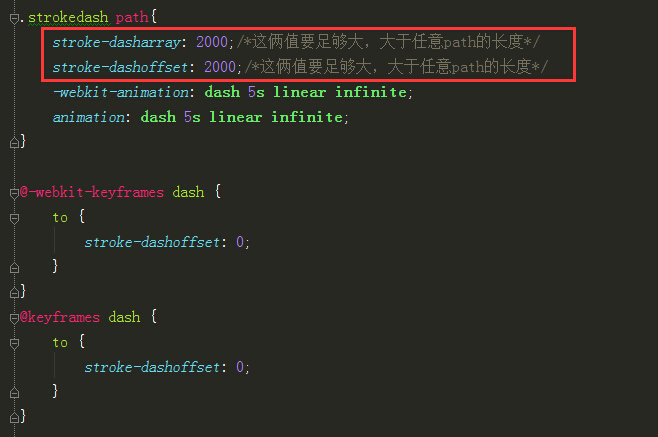 .strokedash path{
stroke-dasharray: 2000;/*这俩值要足够大，大于任意path的长度*/
stroke-dashoffset: 2000;/*这俩值要足够大，大于任意path的长度*/
-webkit-animation: dash 5s linear infinite;
animation: dash 5s linear infinite;
}
@-webkit-keyframes dash {
to {
stroke-dashoffset: 0;
}
}
@keyframes dash {
to {
stroke-dashoffset: 0;
}
}